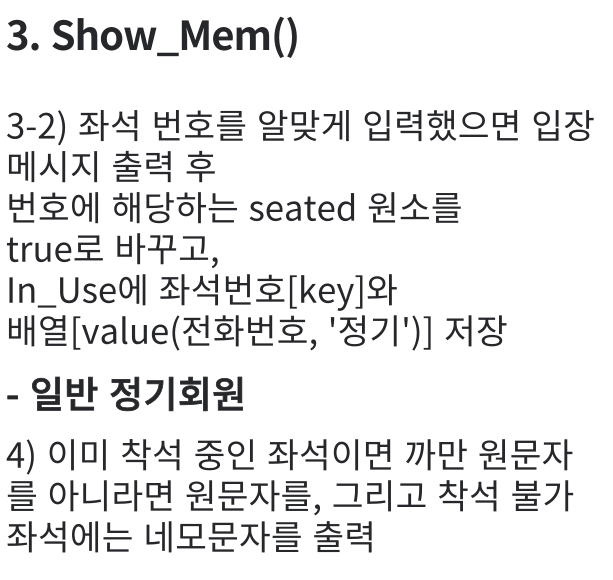 3. Show_Mem()
3-2) 좌석 번호를 알맞게 입력했으면 입장
메시지 출력 후
번호에 해당하는 seated 원소를
true로 바꾸고,
In_Use에 좌석번호[key]와
배열[value(전화번호, '정기')] 저장
- 일반 정기회원
4) 이미 착석 중인 좌석이면 까만 원문자
를 아니라면 원문자를, 그리고 착석 불가
좌석에는 네모문자를 출력